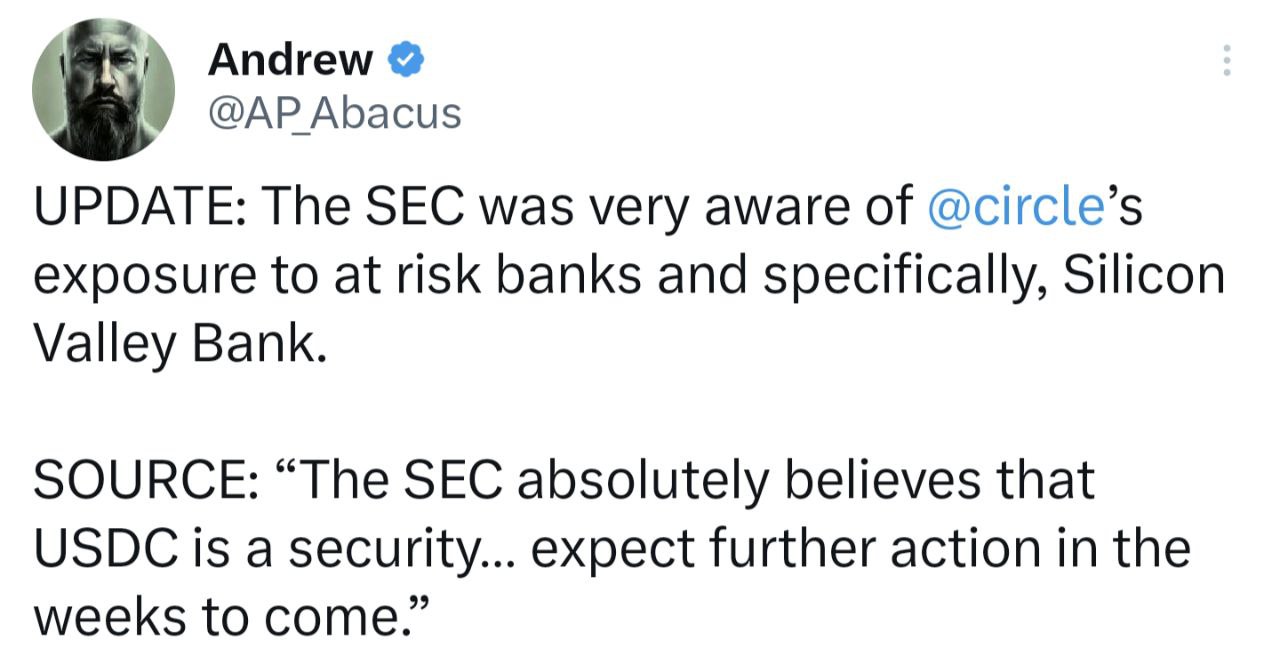 Andrew
@AP_Abacus
UPDATE: The SEC was very aware of @circle’s
exposure to at risk banks and specifically, Silicon
Valley Bank.
SOURCE: “The SEC absolutely believes that
USDC is a security... expect further action in the
weeks to come.”